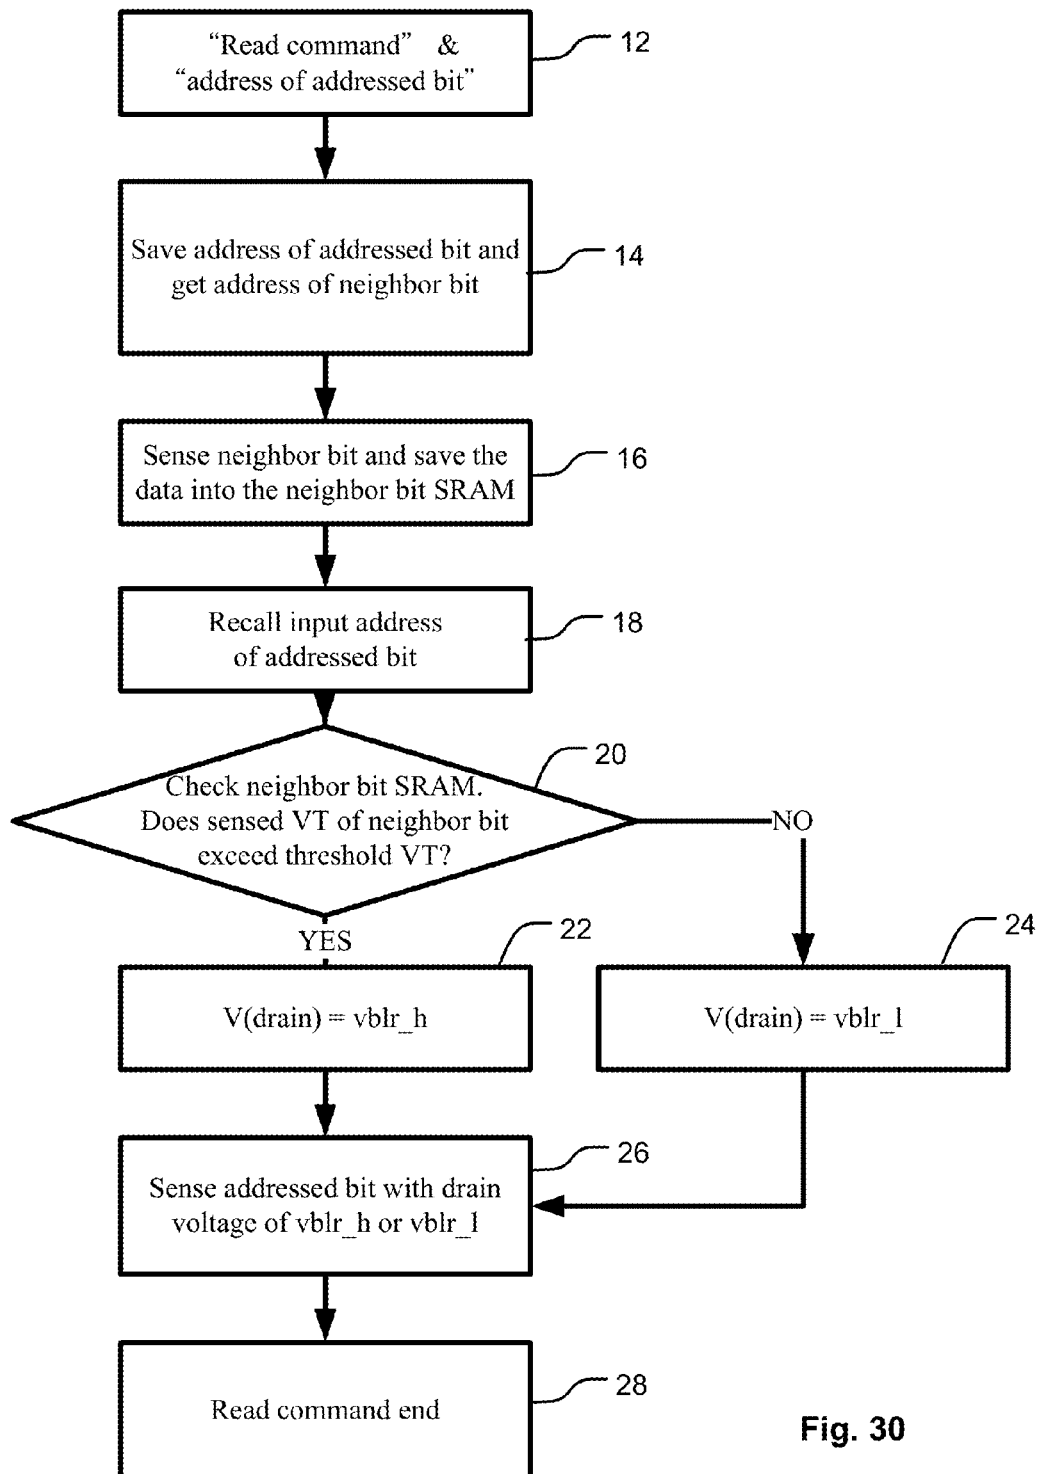 “Read command” &
“address of addressed bit”
12
Save address of addressed bit and
get address of neighbor bit
14
Sense neighbor bit and save the
data into the neighbor bit SRAM
16
Recall input address
of addressed bit
18
Check neighbor bit SRAM.
Does sensed VT of neighbor bit
exceed threshold VT?
20
NO
YES
22
24
V(drain) = vblr_h
V(drain) = vblr_l
Sense addressed bit with drain
voltage of vblr_h or vblr_l
26
Read command end
28
Fig. 30